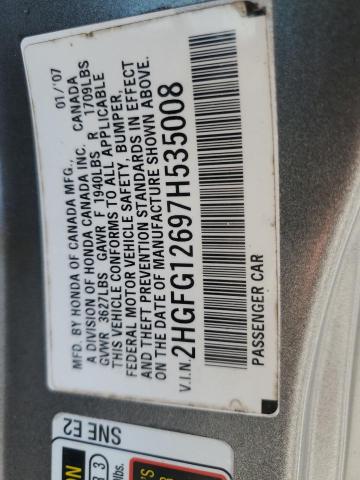 MFD. BY HONDA OF CANADA MFG., CANADA 01/'07
A DIVISION OF HONDA CANADA INC.
GVWR 3627LBS GAWR F 1940LBS R 1709LBS
THIS VEHICLE CONFORMS TO ALL APPLICABLE
FEDERAL MOTOR VEHICLE SAFETY, BUMPER,
AND THEFT PREVENTION STANDARDS IN EFFECT
ON THE DATE OF MANUFACTURE SHOWN ABOVE.
V.I.N. 2HGFG12697H535008
PASSENGER CAR
SNE E2
3
lbs.